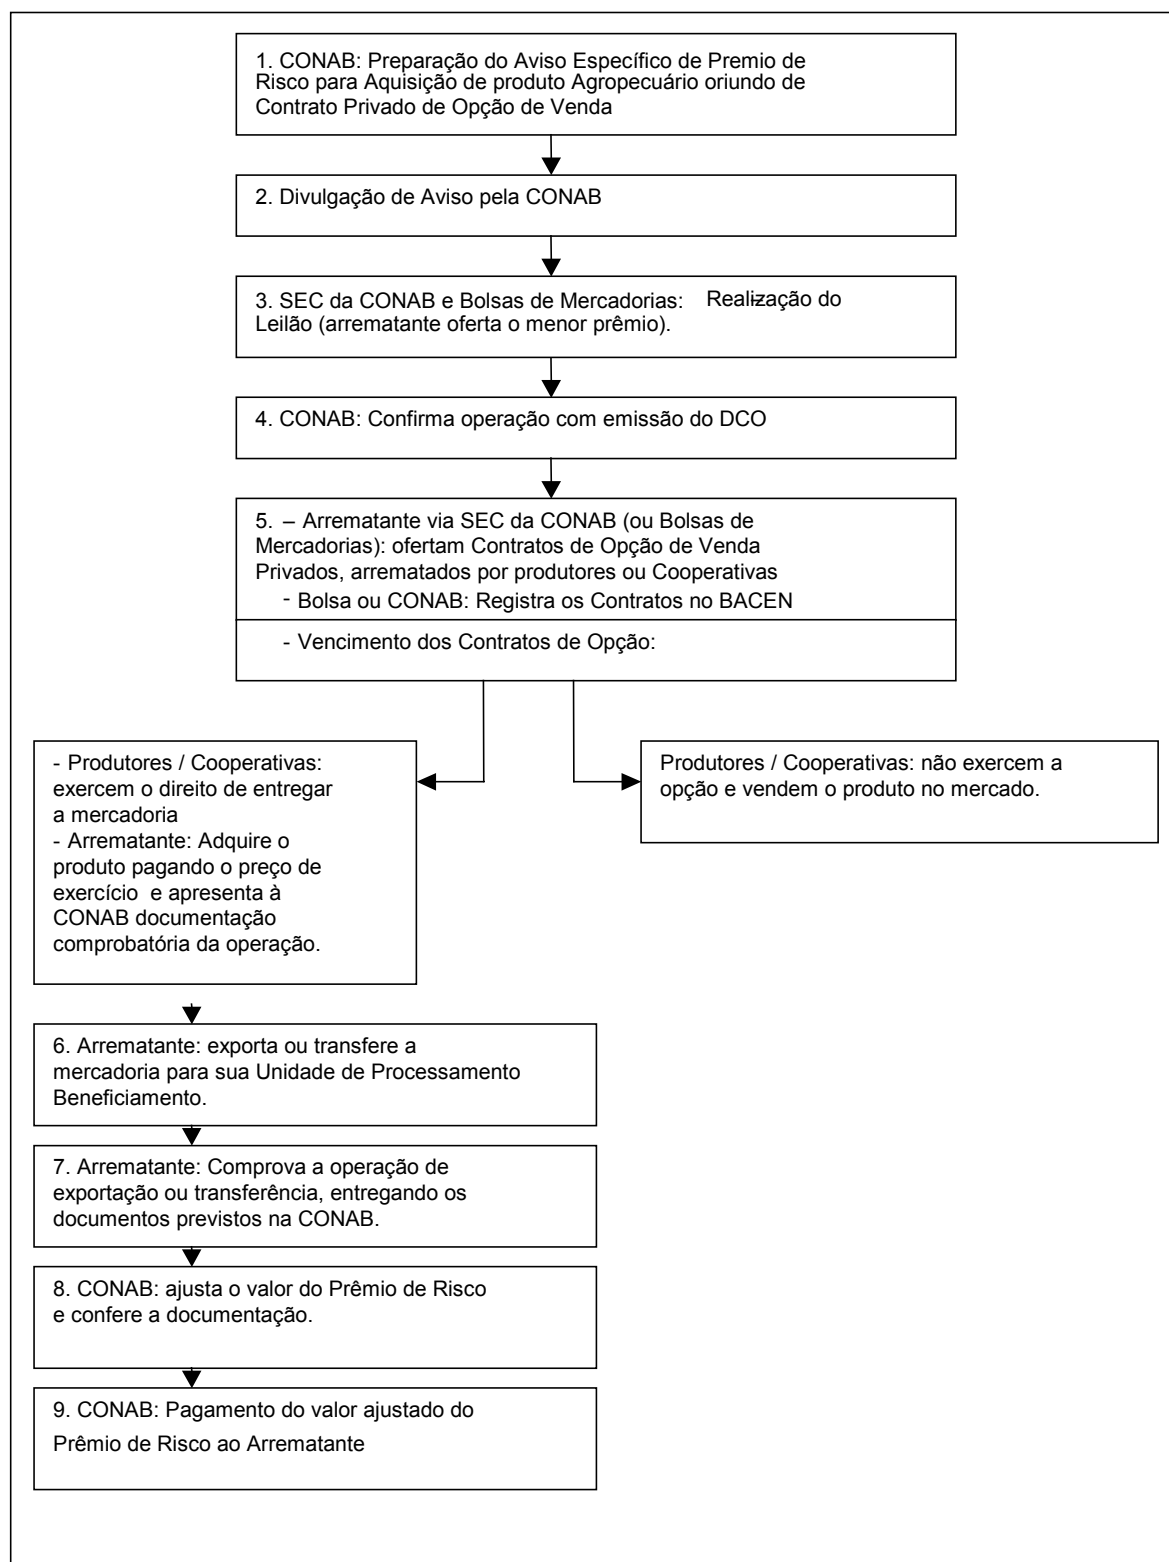 1. CONAB: Preparação do Aviso Específico de Premio de
Risco para Aquisição de produto Agropecuário oriundo de
Contrato Privado de Opção de Venda
2. Divulgação de Aviso pela CONAB
3. SEC da CONAB e Bolsas de Mercadorias: Realização do
Leilão (arrematante oferta o menor prêmio).
4. CONAB: Confirma operação com emissão do DCO
5. – Arrematante via SEC da CONAB (ou Bolsas de
Mercadorias): ofertam Contratos de Opção de Venda
Privados, arrematados por produtores ou Cooperativas
- Bolsa ou CONAB: Registra os Contratos no BACEN
- Vencimento dos Contratos de Opção:
- Produtores / Cooperativas:
exercem o direito de entregar
a mercadoria
- Arrematante: Adquire o
produto pagando o preço de
exercício e apresenta à
CONAB documentação
comprobatória da operação.
Produtores / Cooperativas: não exercem a
opção e vendem o produto no mercado.
6. Arrematante: exporta ou transfere a
mercadoria para sua Unidade de Processamento
Beneficiamento.
7. Arrematante: Comprova a operação de
exportação ou transferência, entregando os
documentos previstos na CONAB.
8. CONAB: ajusta o valor do Prêmio de Risco
e confere a documentação.
9. CONAB: Pagamento do valor ajustado do
Prêmio de Risco ao Arrematante